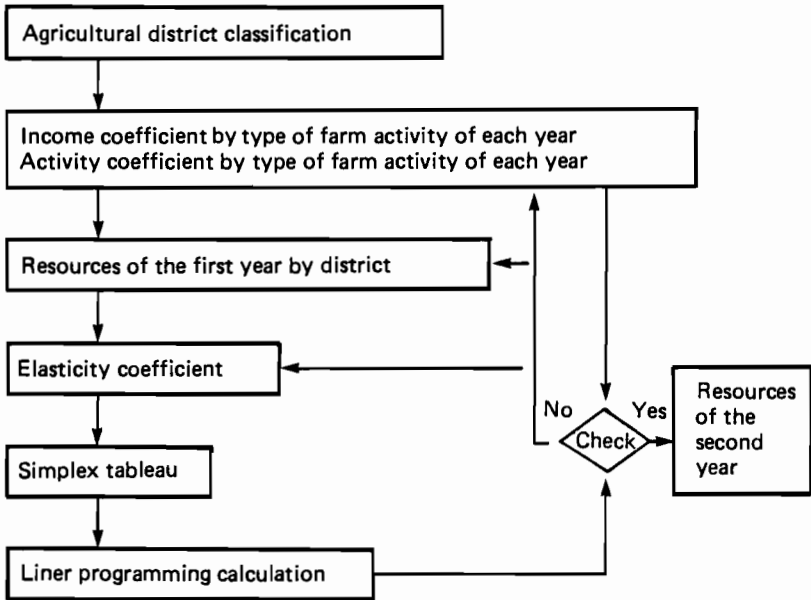 Agricultural district classification
Income coefficient by type of farm activity of each year
Activity coefficient by type of farm activity of each year
Resources of the first year by district
Elasticity coefficient
No
Yes
Check
Resources
of the
second
year
Simplex tableau
Liner programming calculation